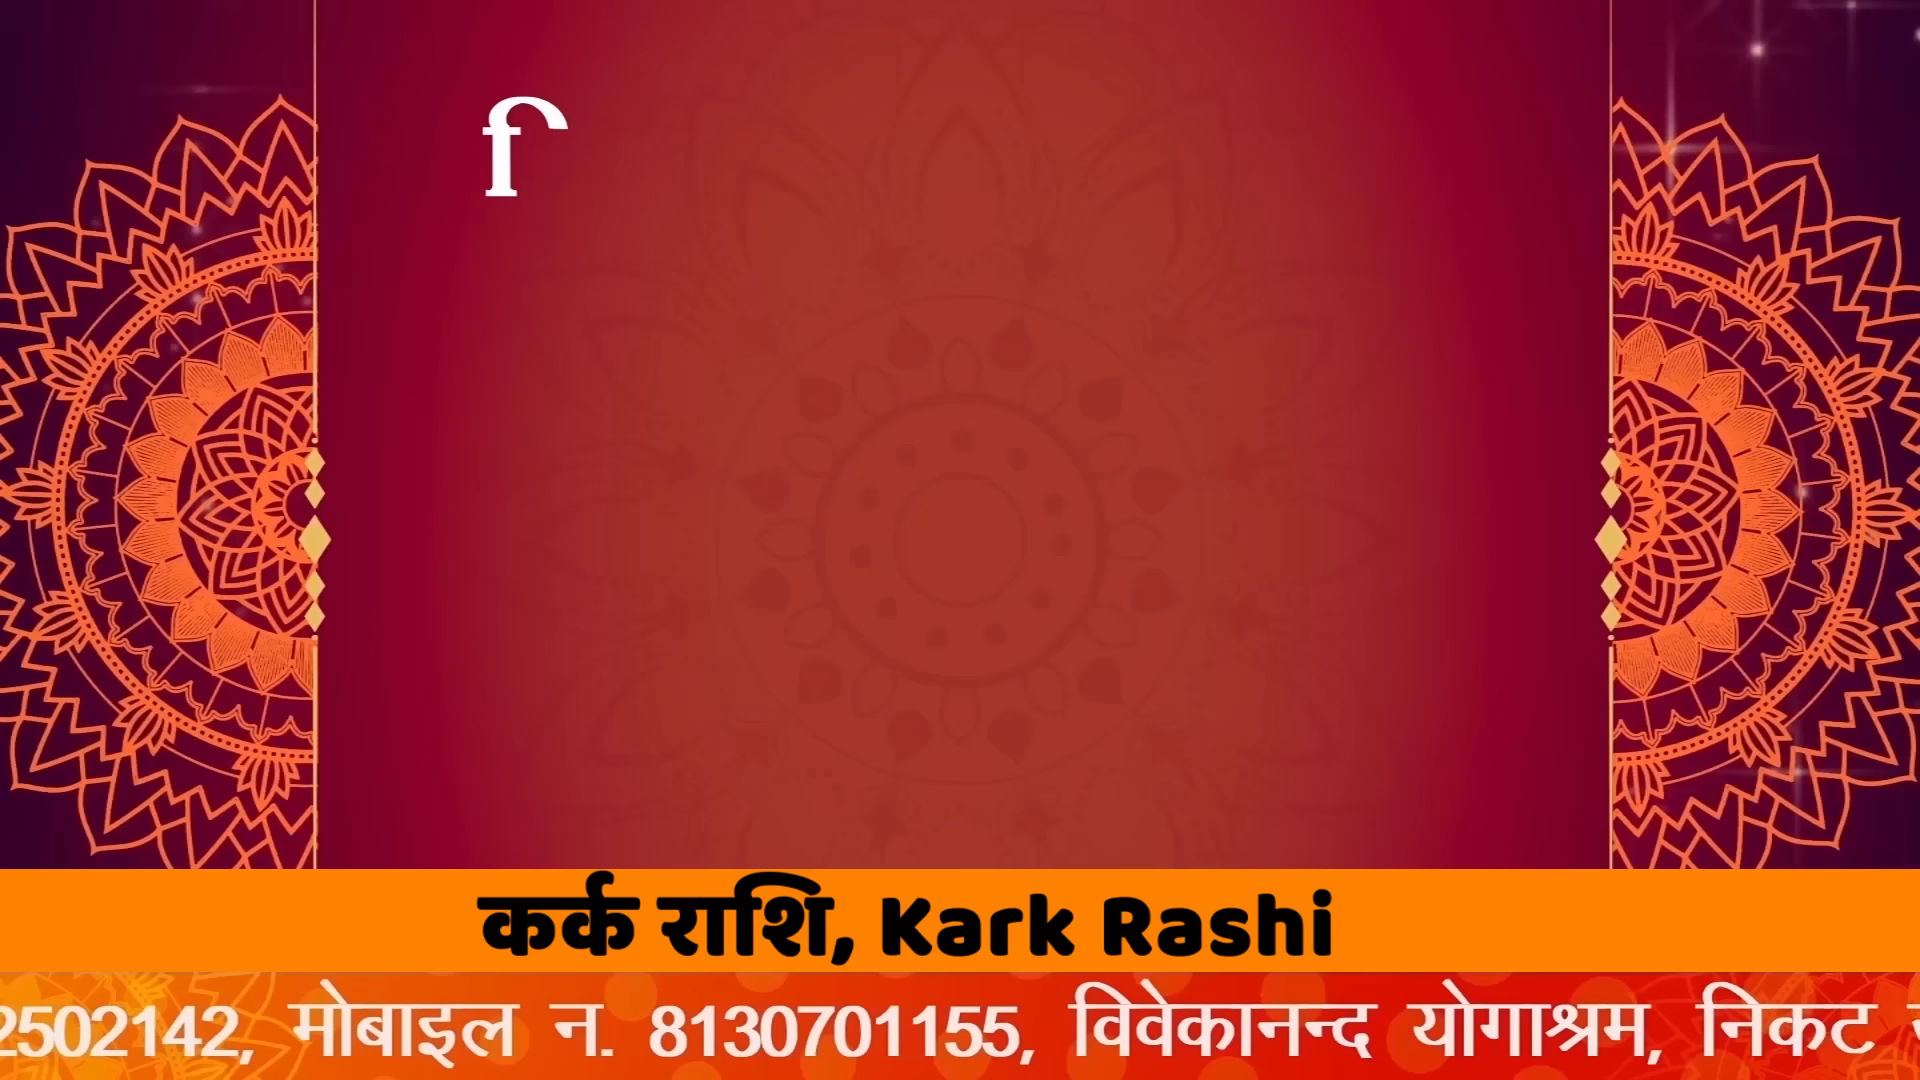 ि
कर्क राशि, Kark Rashi
2502142, मोबाइल न. 8130701155, विवेकानन्द योगाश्रम, निकट